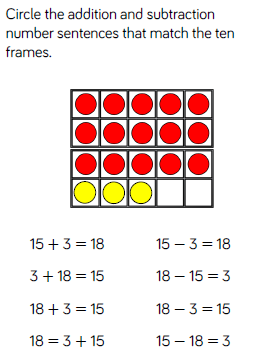 Circle the addition and subtraction
number sentences that match the ten
frames.
15 + 3 = 18
15 – 3 = 18
3 + 18 = 15
18 – 15 = 3
18 + 3 = 15
18 – 3 = 15
18 = 3 + 15
15 – 18 = 3